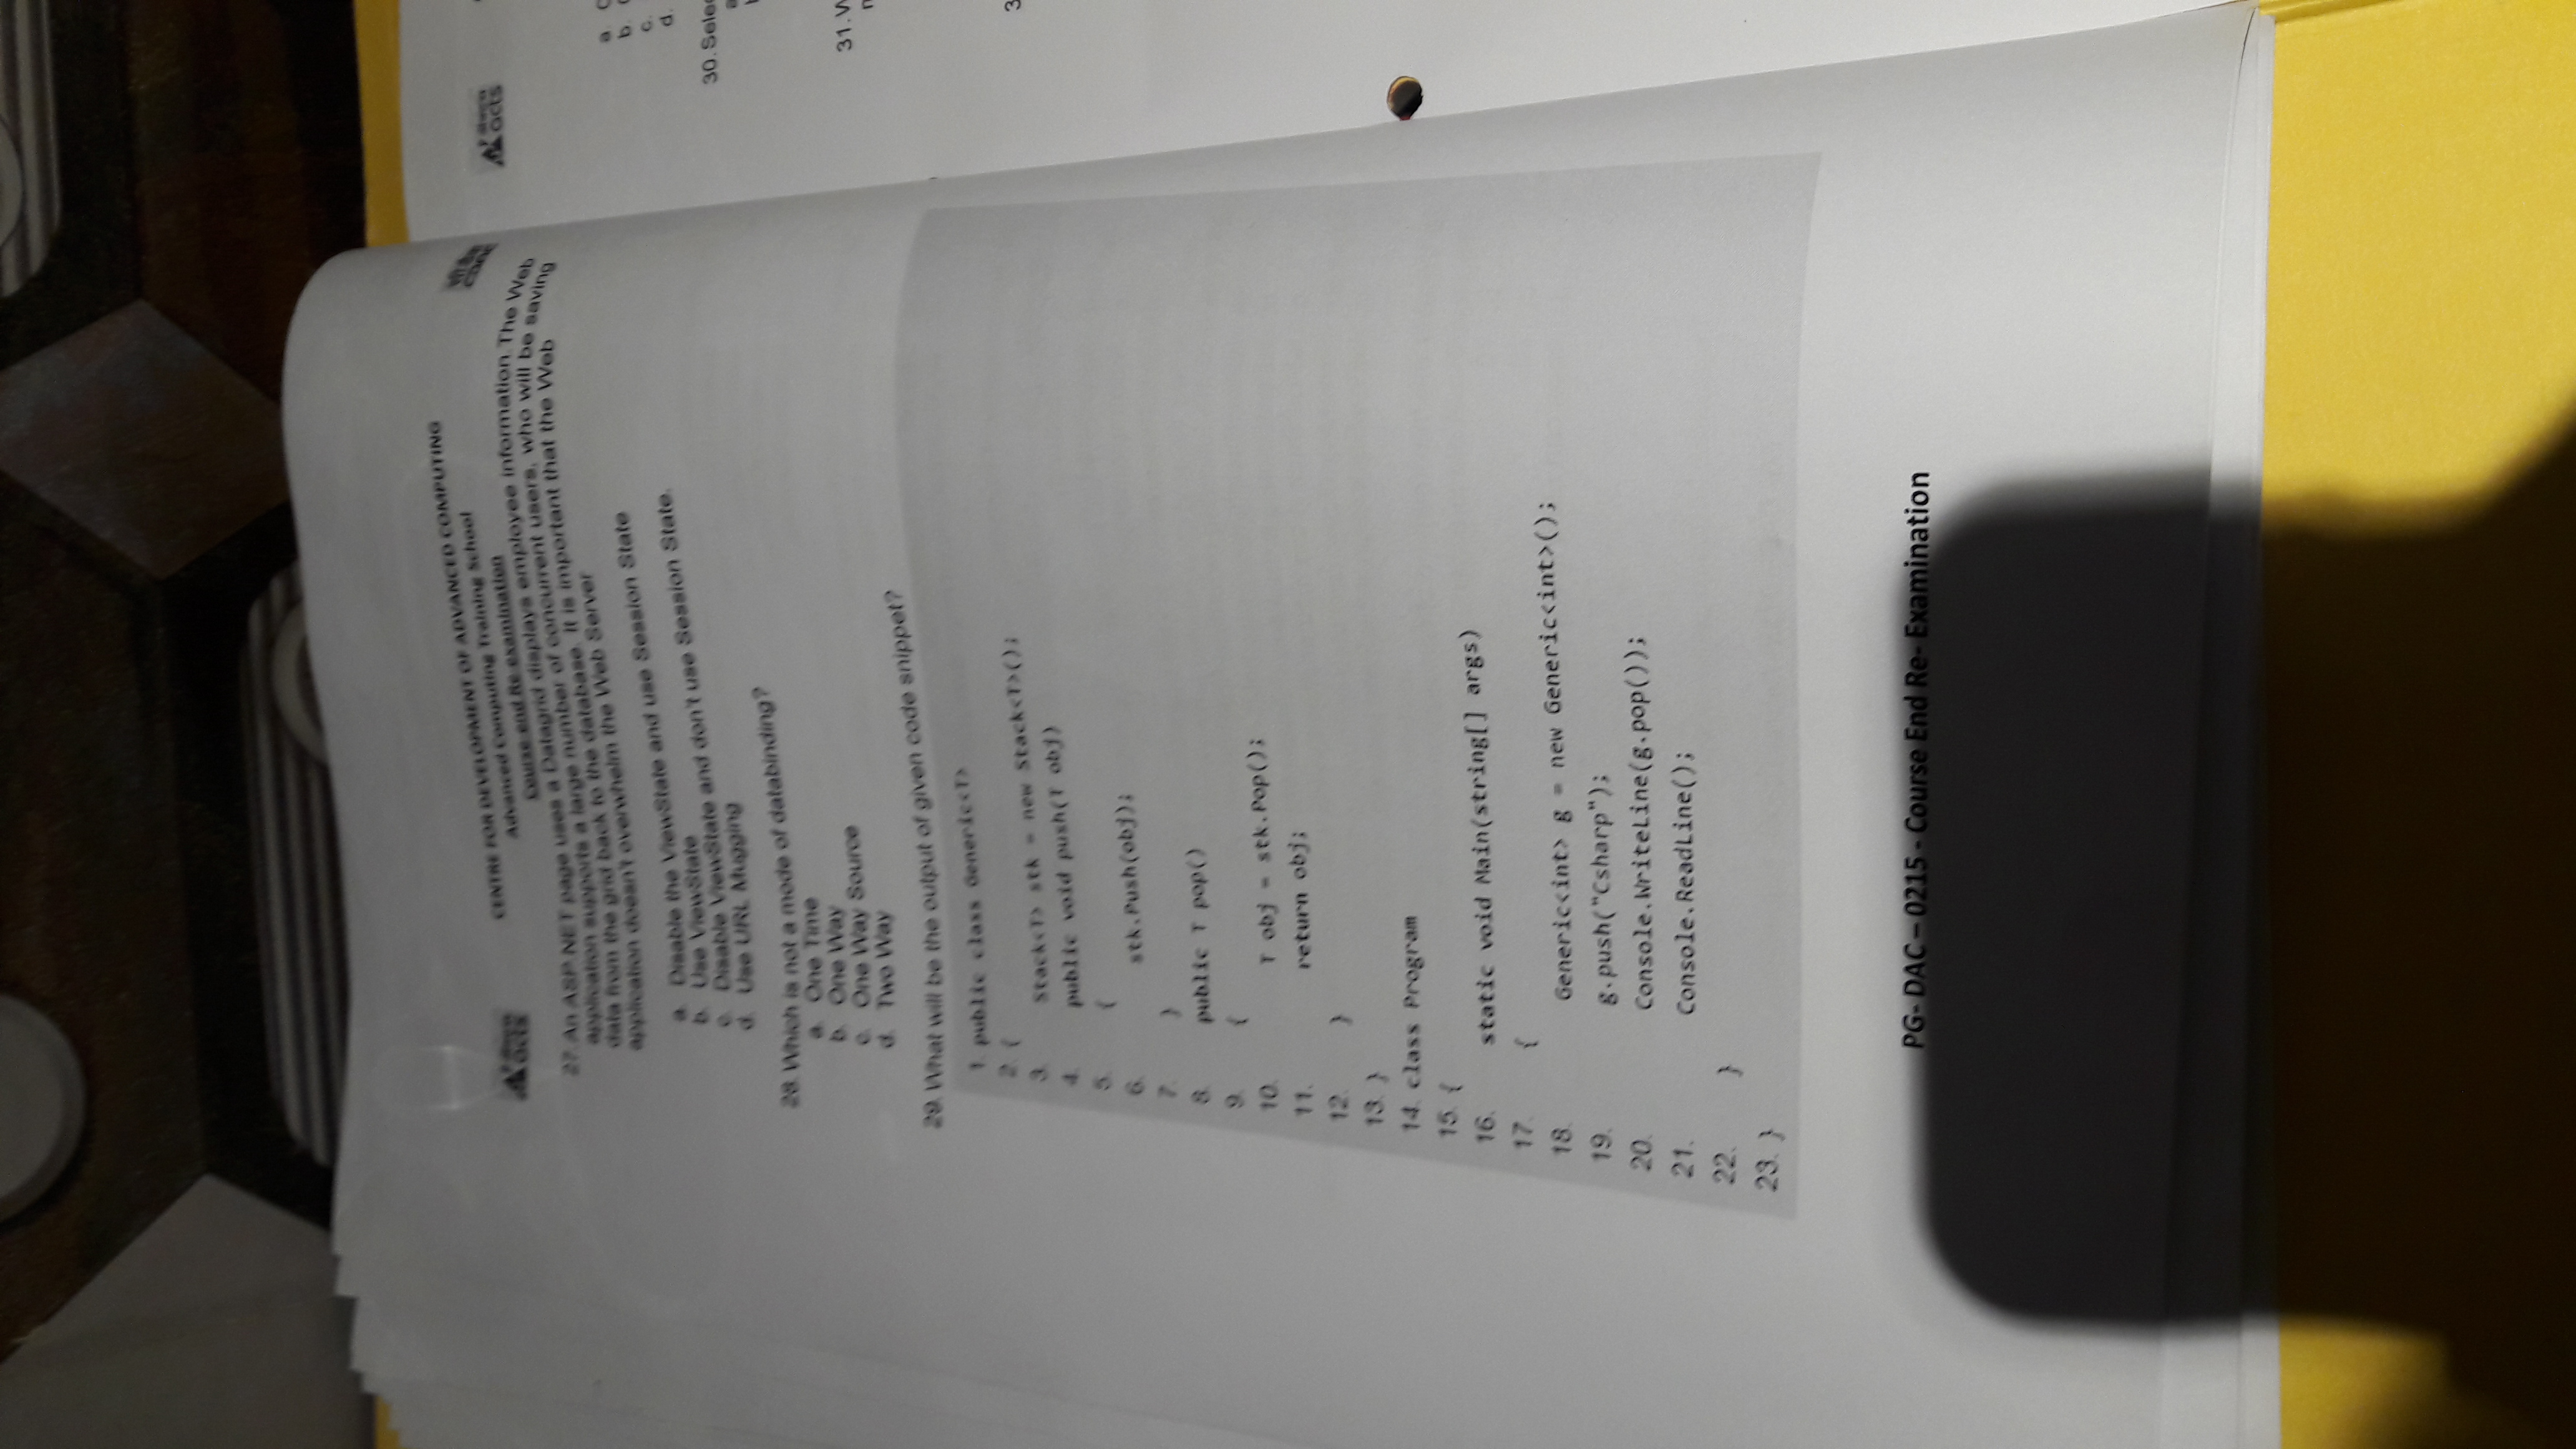 CENTRE FOR DEVELOPMENT OF ADVANCED COMPUTING
Advanced Computing Training School
Course-end Re-examination
acts
27. An ASP.NET page uses a Datagrid displays employee information.The Web
application supports a large number of concurrent users, who will be saving
data from the grid back to the database. It is important that the Web
application doesn't overwhelm the Web Server
a. Disable the ViewState and use Session State
b. Use ViewState
c. Disable ViewState and don't use Session State.
d. Use URL Mugging
28. Which is not a mode of databinding?
a. One Time
b. One Way
c. One Way Source
d. Two Way
29. What will be the output of given code snippet?
1. public class Generic<T>
2. {
3. Stack<T> stk = new Stack<T>();
4. public void push(T obj)
5. {
6. stk.Push(obj);
7. }
8. public T pop()
9. {
10. T obj = stk.Pop();
11. return obj;
12. }
13. }
14. class Program
15. {
16. static void Main(string[] args)
17. {
18. Generic<int> g = new Generic<int>();
19. g.push("Csharp");
20. Console.WriteLine(g.pop());
21. Console.ReadLine();
22. }
23. }
PG- DAC – 0215 - Course End Re- Examination
acts
a.
b.
c.
d.
30.
31.